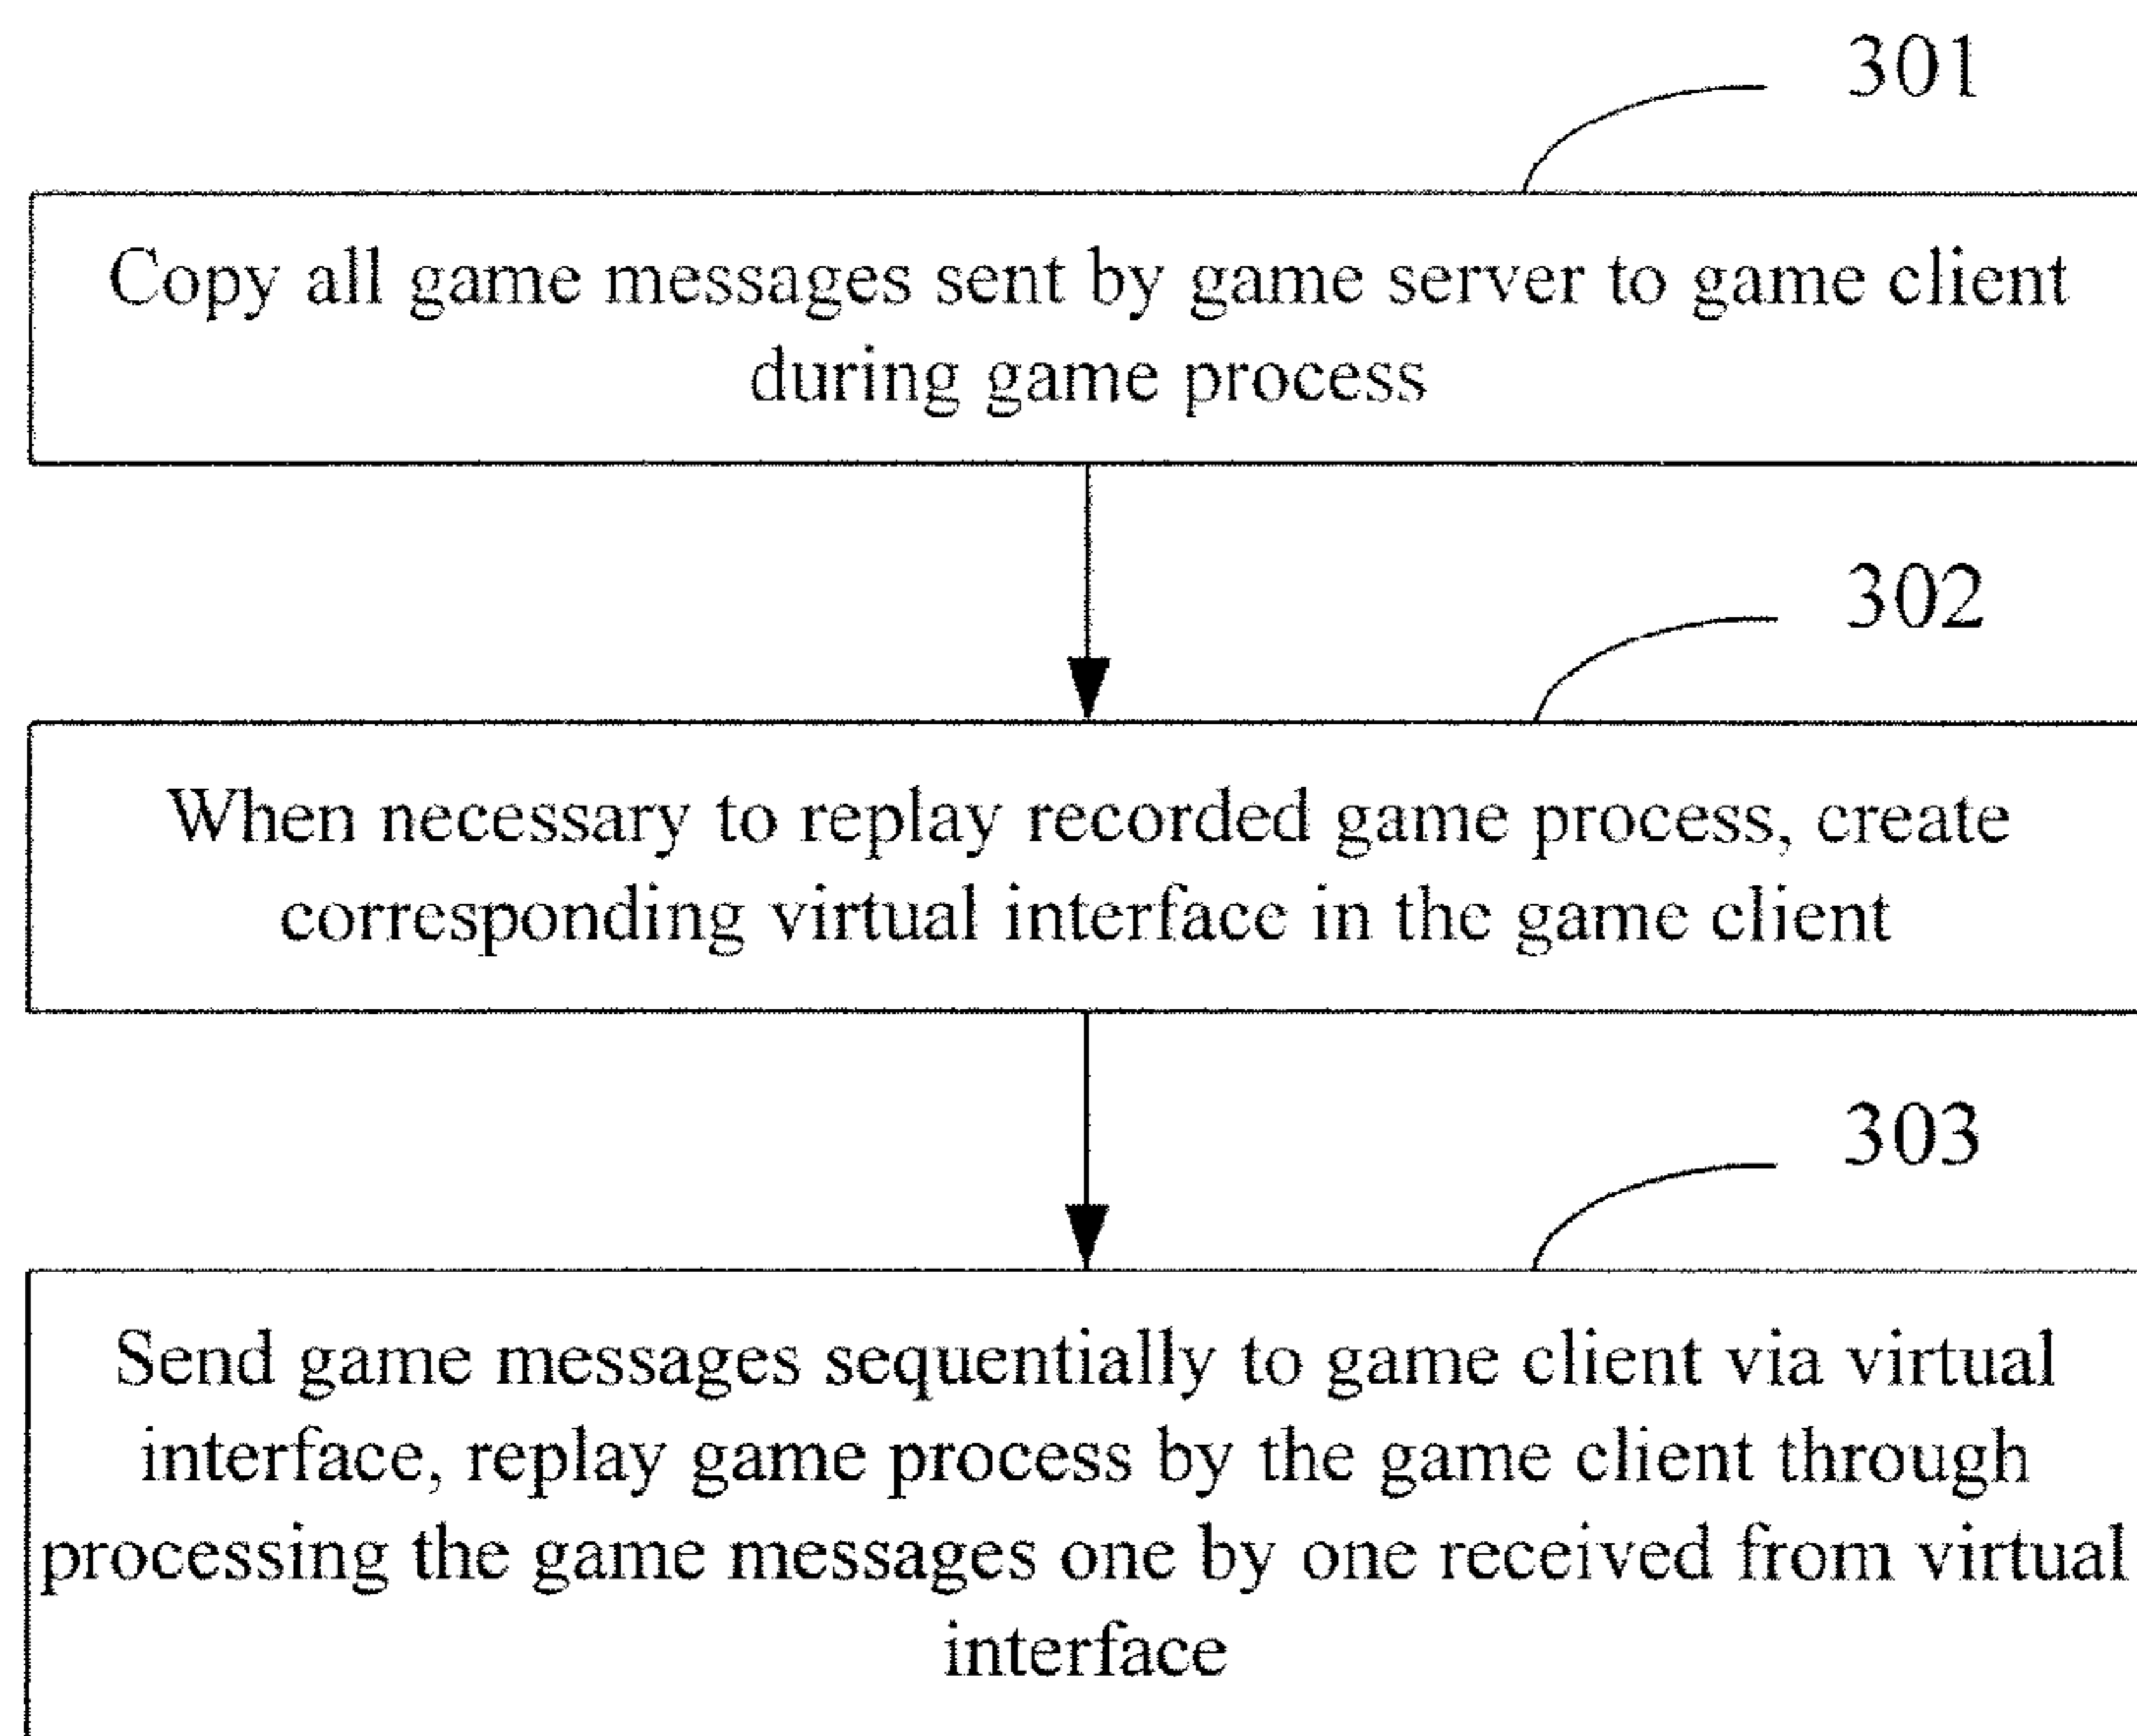 301
Copy all game messages sent by game server to game client
during game process
302
When necessary to replay recorded game process, create
corresponding virtual interface in the game client
303
Send game messages sequentially to game client via virtual
interface, replay game process by the game client through
processing the game messages one by one received from virtual
interface